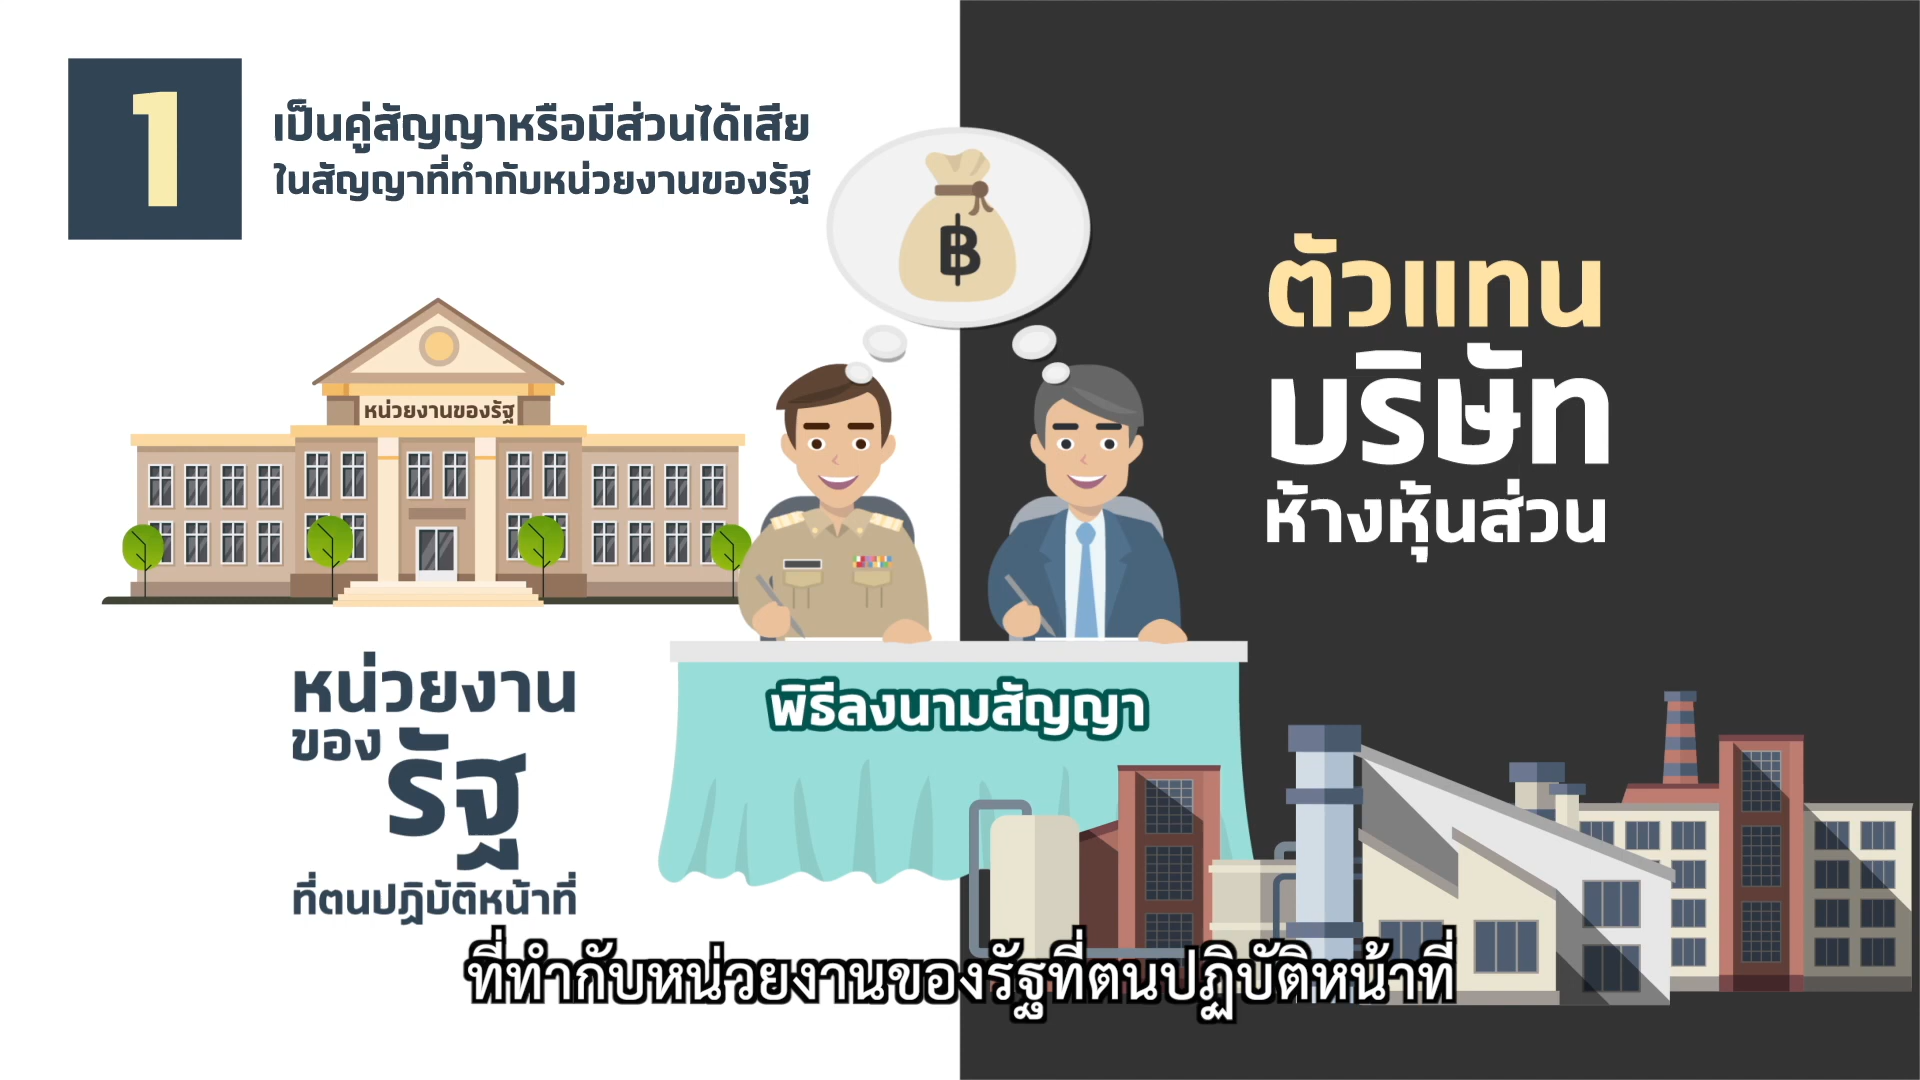 1
เป็นคู่สัญญาหรือมีส่วนได้เสีย
ในสัญญาที่ทำกับหน่วยงานของรัฐ
฿
ตัวแทน
บริษัท
ห้างหุ้นส่วน
หน่วยงานของรัฐ
พิธีลงนามสัญญา
หน่วยงาน
ของ
รัฐ
ที่ตนปฏิบัติหน้าที่
ที่ทำกับหน่วยงานของรัฐที่ตนปฏิบัติหน้าที่